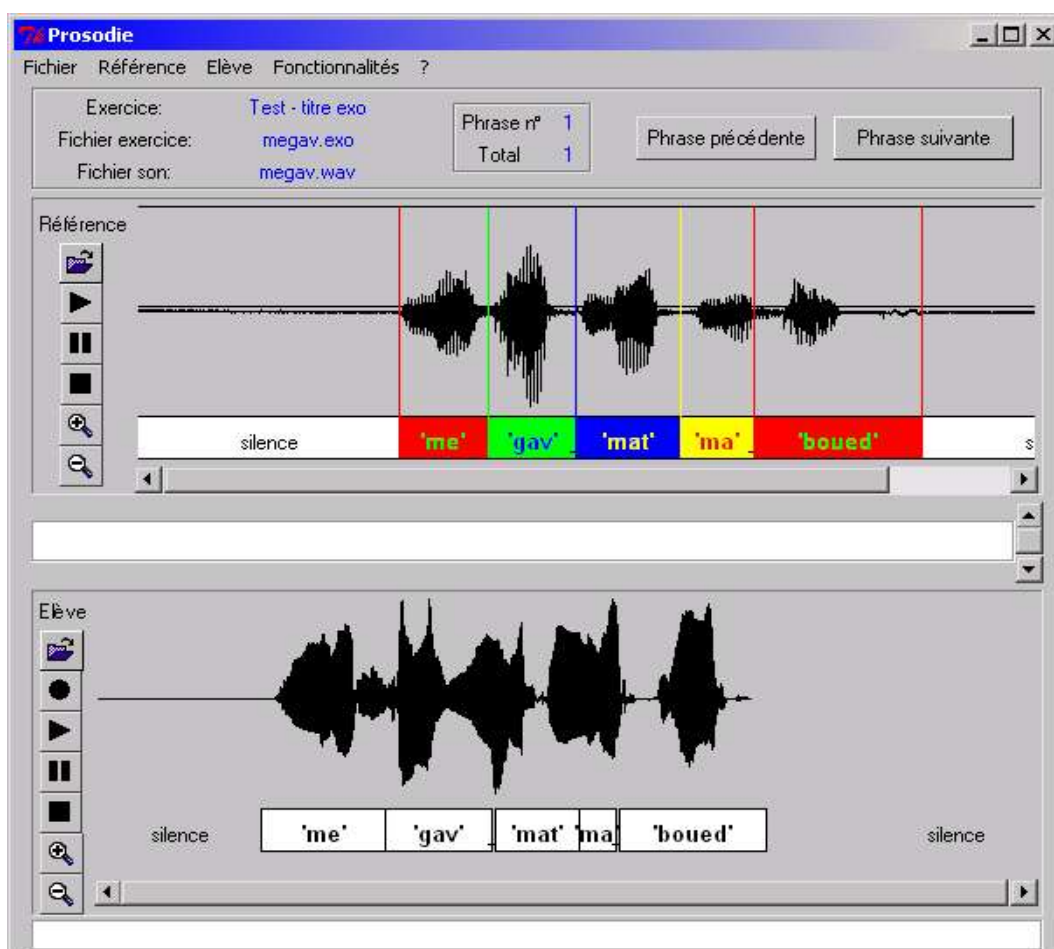 Prosodie
Fichier Référence Elève Fonctionnalités ?
Exercice: Test - titre exo
Fichier exercice: megav.exo
Fichier son: megav.wav
Phrase n° 1
Total 1
Phrase précédente
Phrase suivante
Référence
silence 'me' 'gav' 'mat' 'ma' 'boued' s
Elève
silence 'me' 'gav' 'mat' 'ma 'boued' silence